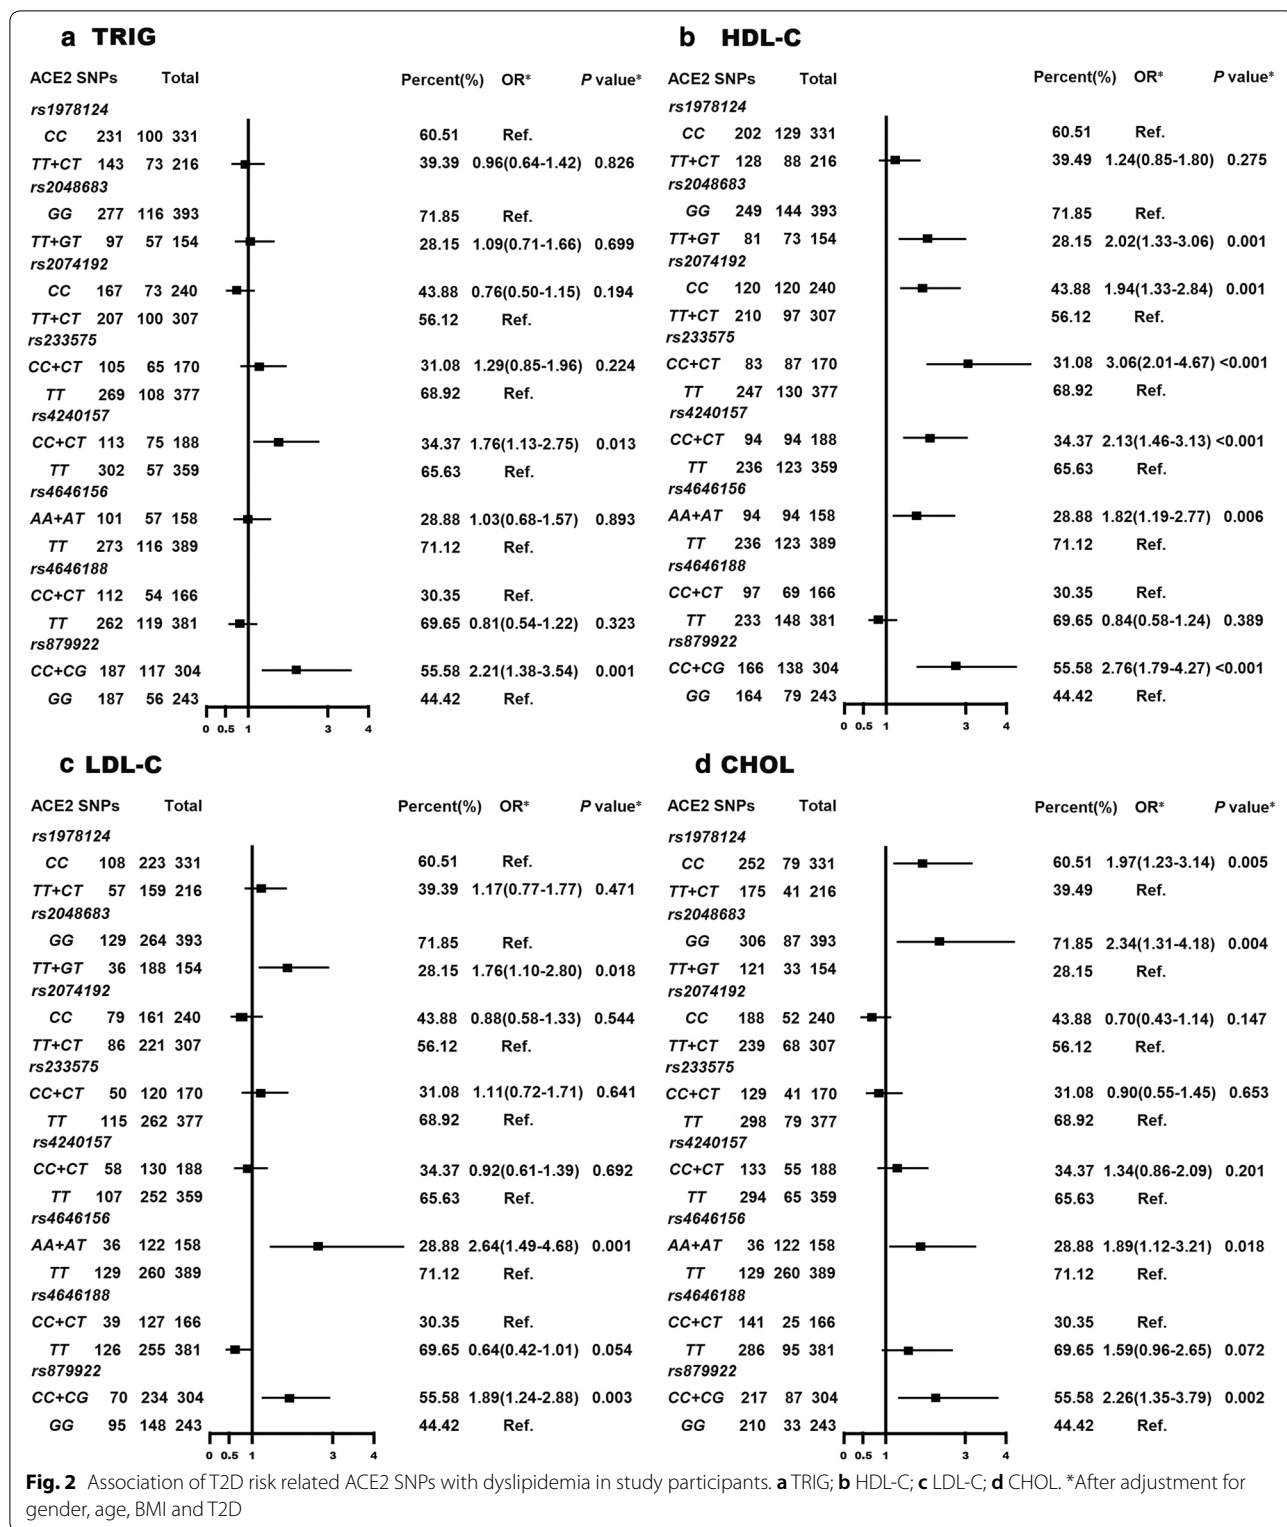 a TRIG
ACE2 SNPs Total Percent(%) OR* P value*
rs1978124
CC 231 100 331 60.51 Ref.
TT+CT 143 73 216 39.39 0.96(0.64-1.42) 0.826
rs2048683
GG 277 116 393 71.85 Ref.
TT+GT 97 57 154 28.15 1.09(0.71-1.66) 0.699
rs2074192
CC 167 73 240 43.88 0.76(0.50-1.15) 0.194
TT+CT 207 100 307 56.12 Ref.
rs233575
CC+CT 105 65 170 31.08 1.29(0.85-1.96) 0.224
TT 269 108 377 68.92 Ref.
rs4240157
CC+CT 113 75 188 34.37 1.76(1.13-2.75) 0.013
TT 302 57 359 65.63 Ref.
rs4646156
AA+AT 101 57 158 28.88 1.03(0.68-1.57) 0.893
TT 273 116 389 71.12 Ref.
rs4646188
CC+CT 112 54 166 30.35 Ref.
TT 262 119 381 69.65 0.81(0.54-1.22) 0.323
rs879922
CC+CG 187 117 304 55.58 2.21(1.38-3.54) 0.001
GG 187 56 243 44.42 Ref.
0 0.5 1 3 4
b HDL-C
ACE2 SNPs Total Percent(%) OR* P value*
rs1978124
CC 202 129 331 60.51 Ref.
TT+CT 128 88 216 39.49 1.24(0.85-1.80) 0.275
rs2048683
GG 249 144 393 71.85 Ref.
TT+GT 81 73 154 28.15 2.02(1.33-3.06) 0.001
rs2074192
CC 120 120 240 43.88 1.94(1.33-2.84) 0.001
TT+CT 210 97 307 56.12 Ref.
rs233575
CC+CT 83 87 170 31.08 3.06(2.01-4.67) <0.001
TT 247 130 377 68.92 Ref.
rs4240157
CC+CT 94 94 188 34.37 2.13(1.46-3.13) <0.001
TT 236 123 359 65.63 Ref.
rs4646156
AA+AT 94 94 158 28.88 1.82(1.19-2.77) 0.006
TT 236 123 389 71.12 Ref.
rs4646188
CC+CT 97 69 166 30.35 Ref.
TT 233 148 381 69.65 0.84(0.58-1.24) 0.389
rs879922
CC+CG 166 138 304 55.58 2.76(1.79-4.27) <0.001
GG 164 79 243 44.42 Ref.
0 0.5 1 3 4
c LDL-C
ACE2 SNPs Total Percent(%) OR* P value*
rs1978124
CC 108 223 331 60.51 Ref.
TT+CT 57 159 216 39.39 1.17(0.77-1.77) 0.471
rs2048683
GG 129 264 393 71.85 Ref.
TT+GT 36 188 154 28.15 1.76(1.10-2.80) 0.018
rs2074192
CC 79 161 240 43.88 0.88(0.58-1.33) 0.544
TT+CT 86 221 307 56.12 Ref.
rs233575
CC+CT 50 120 170 31.08 1.11(0.72-1.71) 0.641
TT 115 262 377 68.92 Ref.
rs4240157
CC+CT 58 130 188 34.37 0.92(0.61-1.39) 0.692
TT 107 252 359 65.63 Ref.
rs4646156
AA+AT 36 122 158 28.88 2.64(1.49-4.68) 0.001
TT 129 260 389 71.12 Ref.
rs4646188
CC+CT 39 127 166 30.35 Ref.
TT 126 255 381 69.65 0.64(0.42-1.01) 0.054
rs879922
CC+CG 70 234 304 55.58 1.89(1.24-2.88) 0.003
GG 95 148 243 44.42 Ref.
0 0.5 1 3 4
d CHOL
ACE2 SNPs Total Percent(%) OR* P value*
rs1978124
CC 252 79 331 60.51 1.97(1.23-3.14) 0.005
TT+CT 175 41 216 39.49 Ref.
rs2048683
GG 306 87 393 71.85 2.34(1.31-4.18) 0.004
TT+GT 121 33 154 28.15 Ref.
rs2074192
CC 188 52 240 43.88 0.70(0.43-1.14) 0.147
TT+CT 239 68 307 56.12 Ref.
rs233575
CC+CT 129 41 170 31.08 0.90(0.55-1.45) 0.653
TT 298 79 377 68.92 Ref.
rs4240157
CC+CT 133 55 188 34.37 1.34(0.86-2.09) 0.201
TT 294 65 359 65.63 Ref.
rs4646156
AA+AT 36 122 158 28.88 1.89(1.12-3.21) 0.018
TT 129 260 389 71.12 Ref.
rs4646188
CC+CT 141 25 166 30.35 Ref.
TT 286 95 381 69.65 1.59(0.96-2.65) 0.072
rs879922
CC+CG 217 87 304 55.58 2.26(1.35-3.79) 0.002
GG 210 33 243 44.42 Ref.
0 0.5 1 3 4
Fig. 2 Association of T2D risk related ACE2 SNPs with dyslipidemia in study participants. a TRIG; b HDL-C; c LDL-C; d CHOL. *After adjustment for
gender, age, BMI and T2D